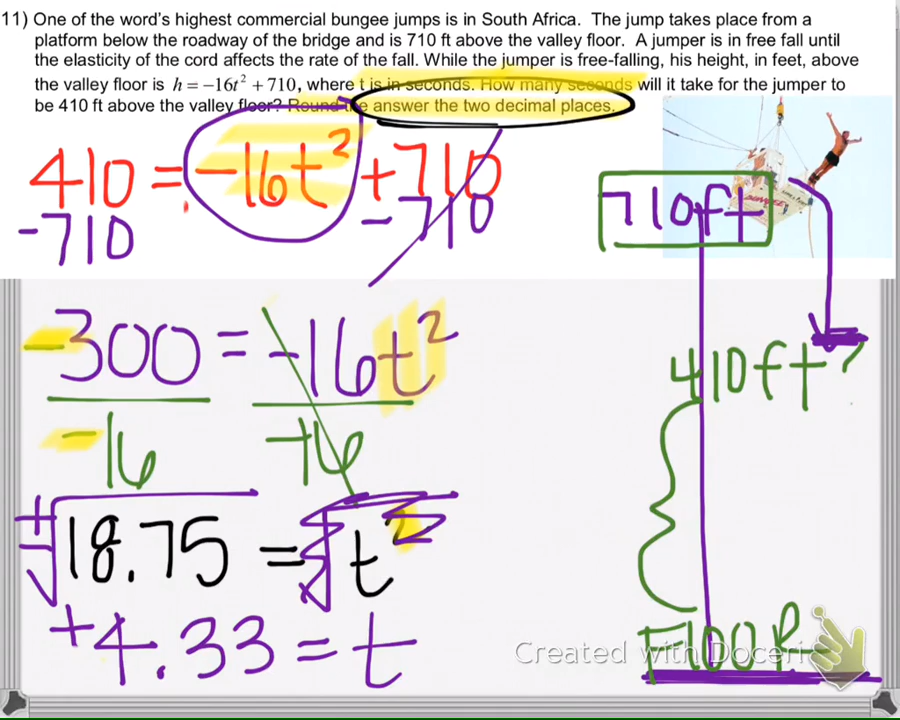 11) One of the word's highest commercial bungee jumps is in South Africa. The jump takes place from a
platform below the roadway of the bridge and is 710 ft above the valley floor. A jumper is in free fall until
the elasticity of the cord affects the rate of the fall. While the jumper is free-falling, his height, in feet, above
the valley floor is h = −16t² + 710, where t is in seconds. How many seconds will it take for the jumper to
be 410 ft above the valley floor? Round the answer the two decimal places.
410 = -16t² + 710
-710 -710
710ft
-300 = -16t²
-16 -16
410ft?
±√18.75 = √t²
+4.33 = t
Floor
Created with Doceri